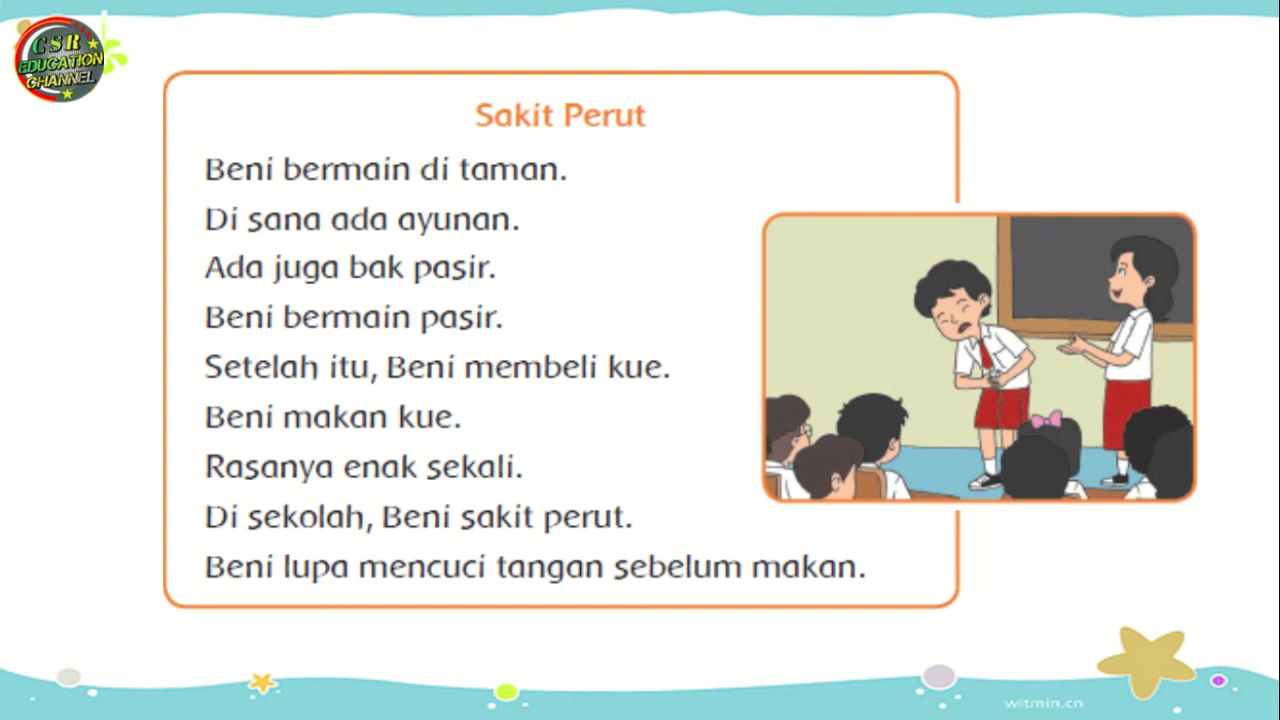 CSR
EDUCATION
CHANNEL
Sakit Perut
Beni bermain di taman.
Di sana ada ayunan.
Ada juga bak pasir.
Beni bermain pasir.
Setelah itu, Beni membeli kue.
Beni makan kue.
Rasanya enak sekali.
Di sekolah, Beni sakit perut.
Beni lupa mencuci tangan sebelum makan.
witmin.cn